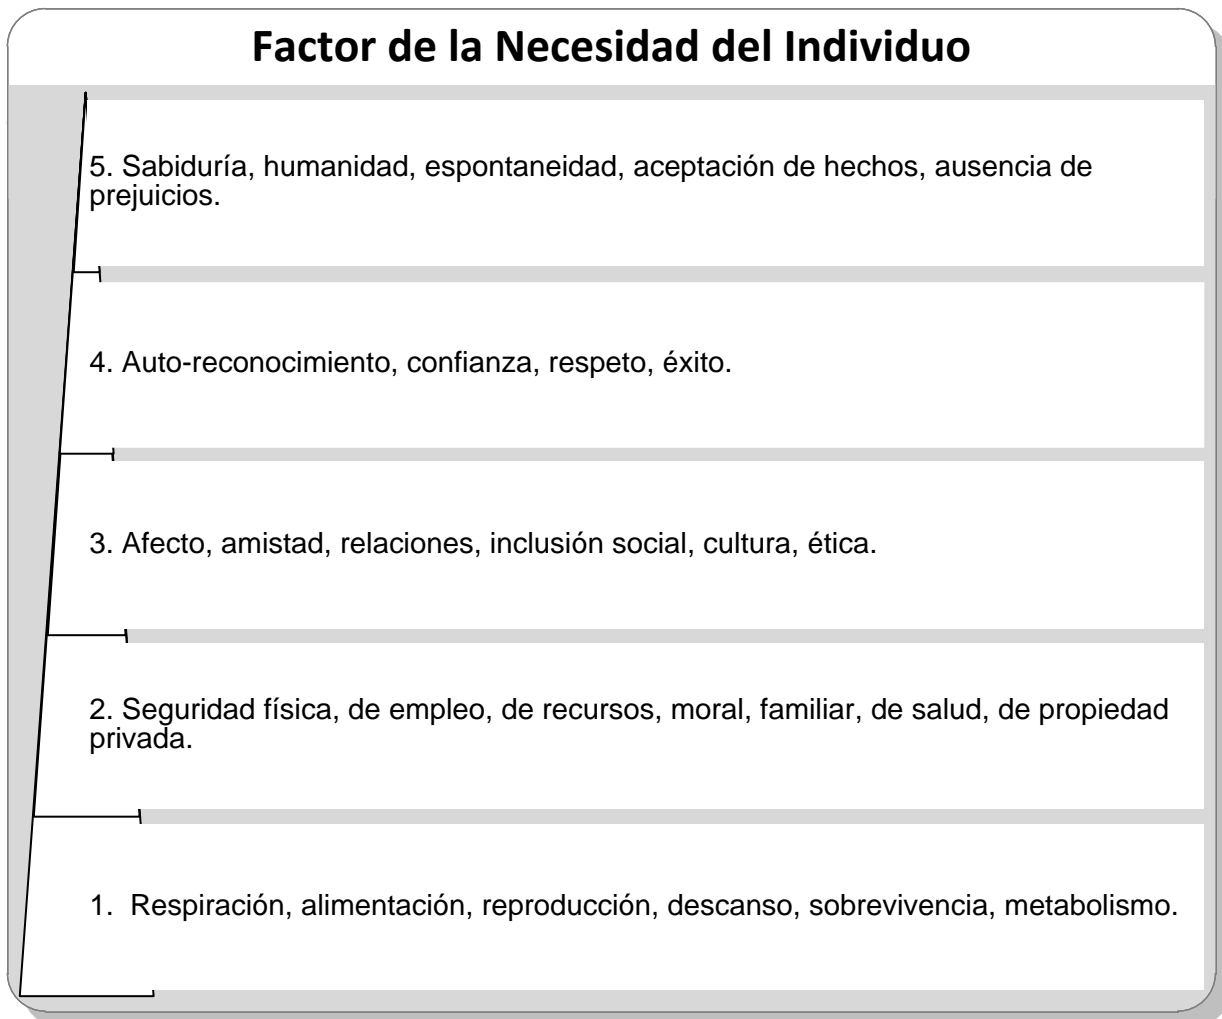 Factor de la Necesidad del Individuo
5. Sabiduría, humanidad, espontaneidad, aceptación de hechos, ausencia de
prejuicios.
4. Auto-reconocimiento, confianza, respeto, éxito.
3. Afecto, amistad, relaciones, inclusión social, cultura, ética.
2. Seguridad física, de empleo, de recursos, moral, familiar, de salud, de propiedad
privada.
1.  Respiración, alimentación, reproducción, descanso, sobrevivencia, metabolismo.